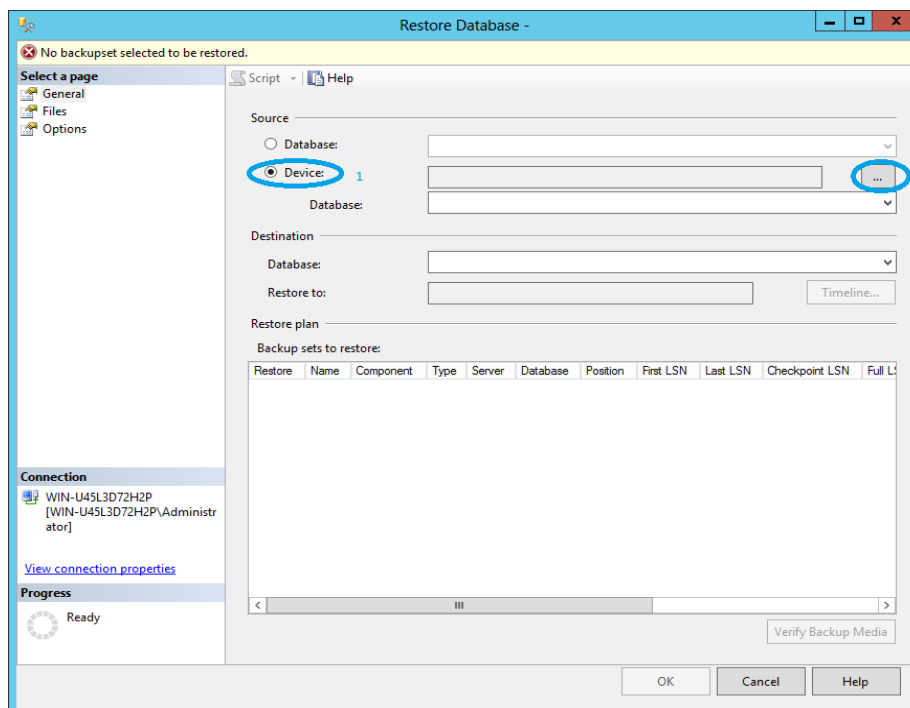 Restore Database -
No backupset selected to be restored.
Select a page
General
Files
Options
Script
Help
Source
Database:
Device:
1
...
Database:
Destination
Database:
Restore to:
Timeline...
Restore plan
Backup sets to restore:
Restore Name Component Type Server Database Position First LSN Last LSN Checkpoint LSN Full LS
Connection
WIN-U45L3D72H2P
[WIN-U45L3D72H2P\Administr
ator]
View connection properties
Progress
Ready
Verify Backup Media
OK
Cancel
Help